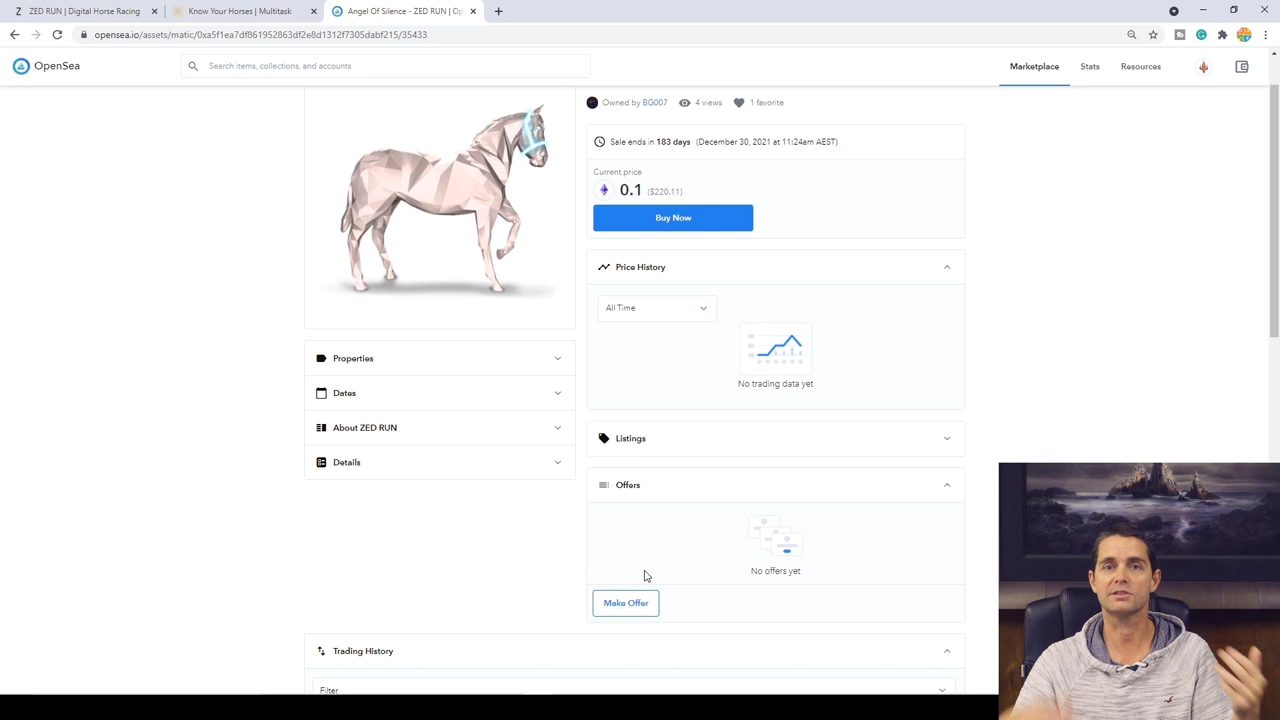 ZED RUN | Digital Horse Racing
Know Your Horses | Multitask
Angel Of Silence - ZED RUN | Op
opensea.io/assets/matic/0xa5f1ea7df861952863df2e8d1312f7305dabf215/35433
OpenSea
Search items, collections, and accounts
Marketplace
Stats
Resources
Owned by BG007
4 views
1 favorite
Sale ends in 183 days (December 30, 2021 at 11:24am AEST)
Current price
0.1 ($220.11)
Buy Now
Price History
All Time
No trading data yet
Properties
Dates
About ZED RUN
Details
Listings
Offers
No offers yet
Make Offer
Trading History
Filter